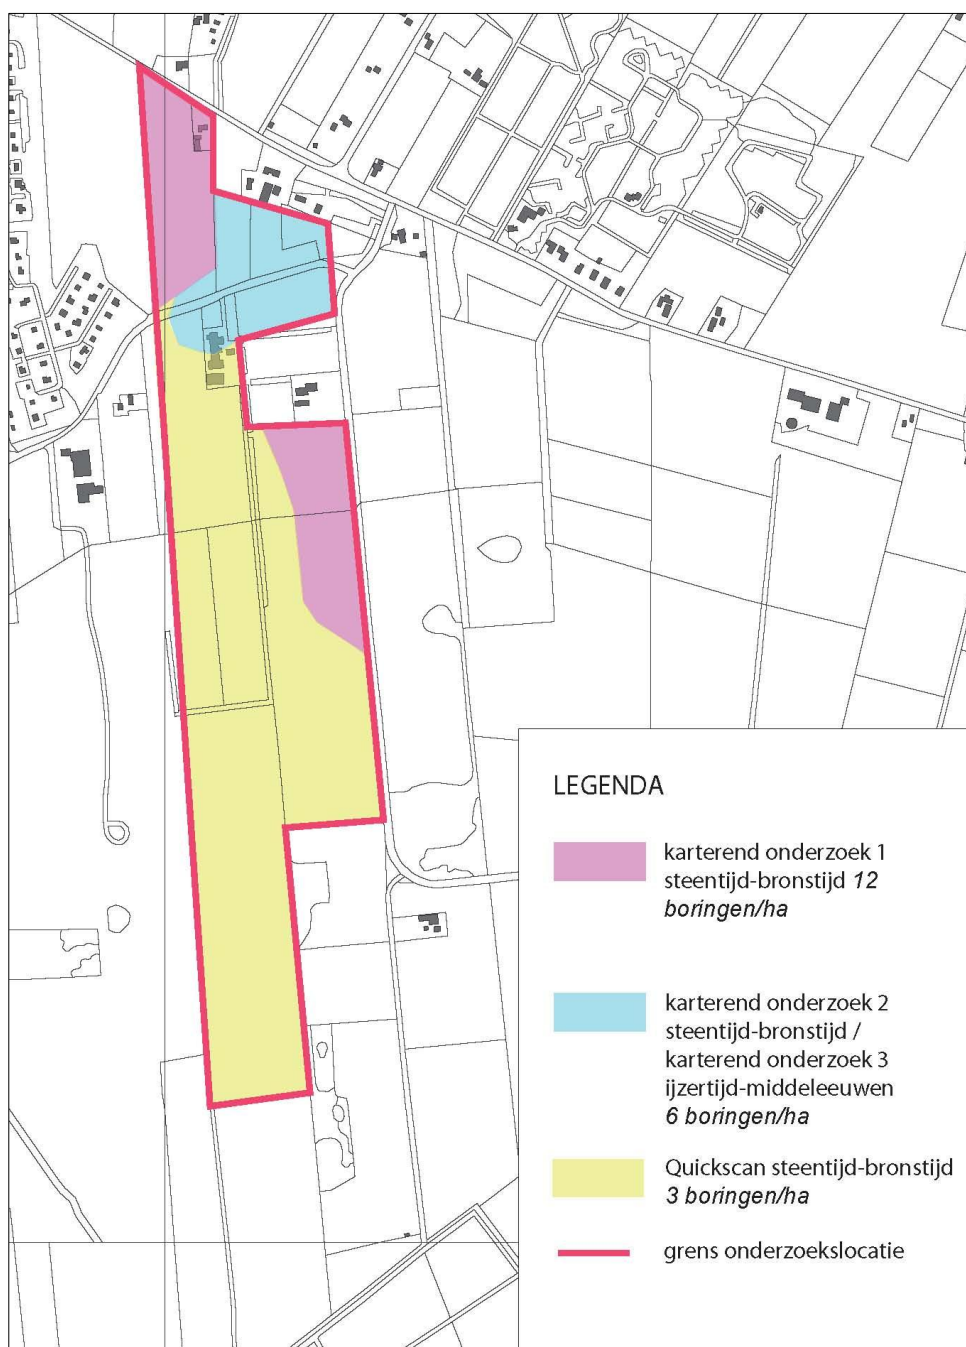 LEGENDA
karterend onderzoek 1
steentijd-bronstijd 12
boringen/ha
karterend onderzoek 2
steentijd-bronstijd /
karterend onderzoek 3
ijzertijd-middeleeuwen
6 boringen/ha
Quickscan steentijd-bronstijd
3 boringen/ha
grens onderzoekslocatie